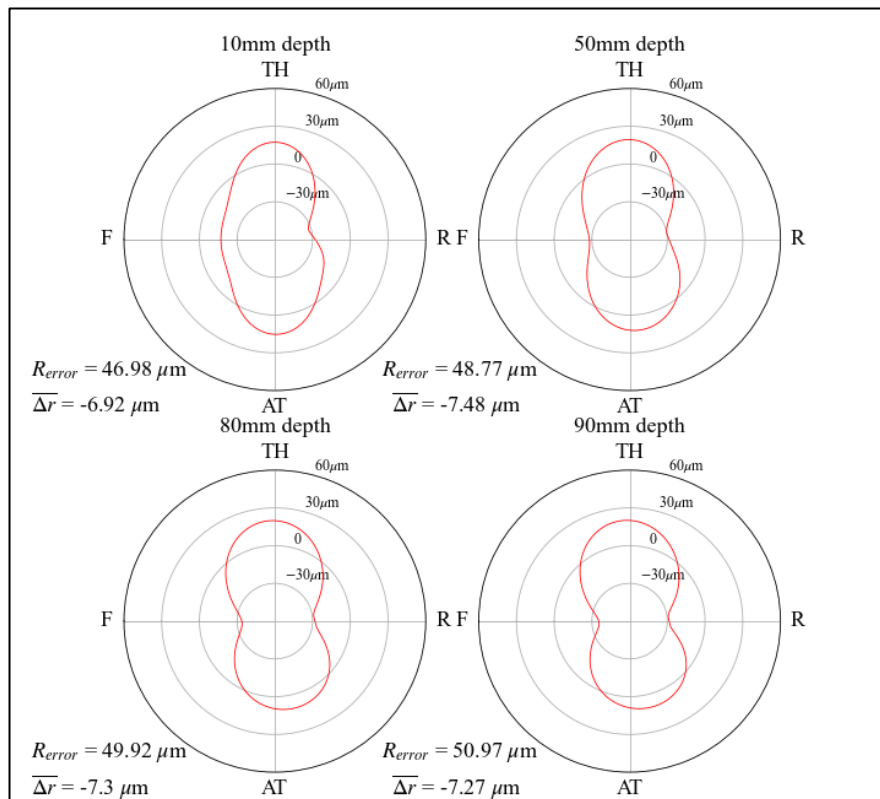 10mm depth
TH
60μm
30μm
0
−30μm
F
R
R_error = 46.98 μm
Δr = -6.92 μm
AT
50mm depth
TH
60μm
30μm
0
−30μm
F
R
R_error = 48.77 μm
Δr = -7.48 μm
AT
80mm depth
TH
60μm
30μm
0
−30μm
F
R
R_error = 49.92 μm
Δr = -7.3 μm
AT
90mm depth
TH
60μm
30μm
0
−30μm
F
R
R_error = 50.97 μm
Δr = -7.27 μm
AT